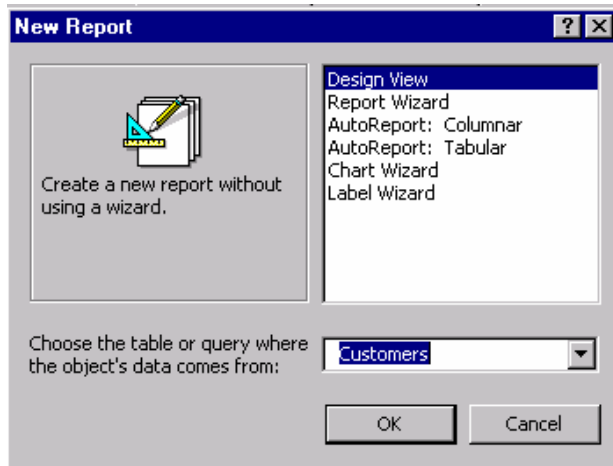 New Report
Design View
Report Wizard
AutoReport: Columnar
AutoReport: Tabular
Chart Wizard
Label Wizard
Create a new report without
using a wizard.
Choose the table or query where
the object's data comes from:
Customers
OK
Cancel